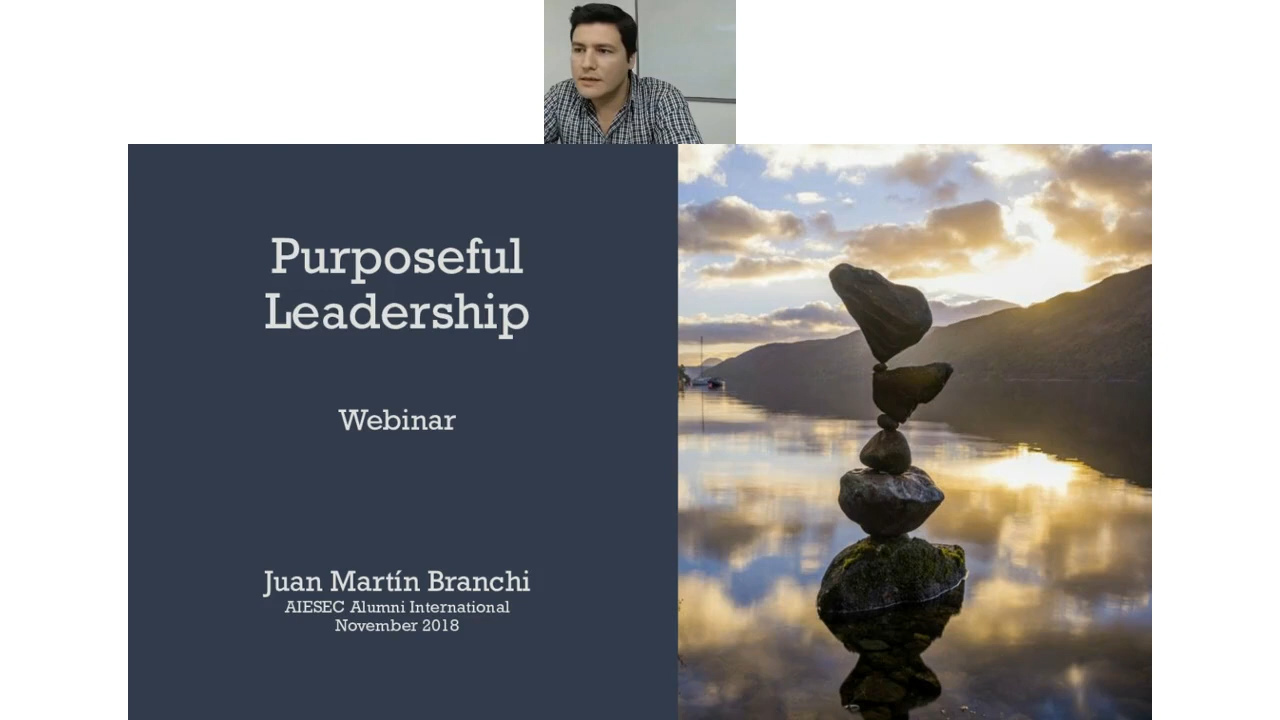 Purposeful
Leadership
Webinar
Juan Martín Branchi
AIESEC Alumni International
November 2018